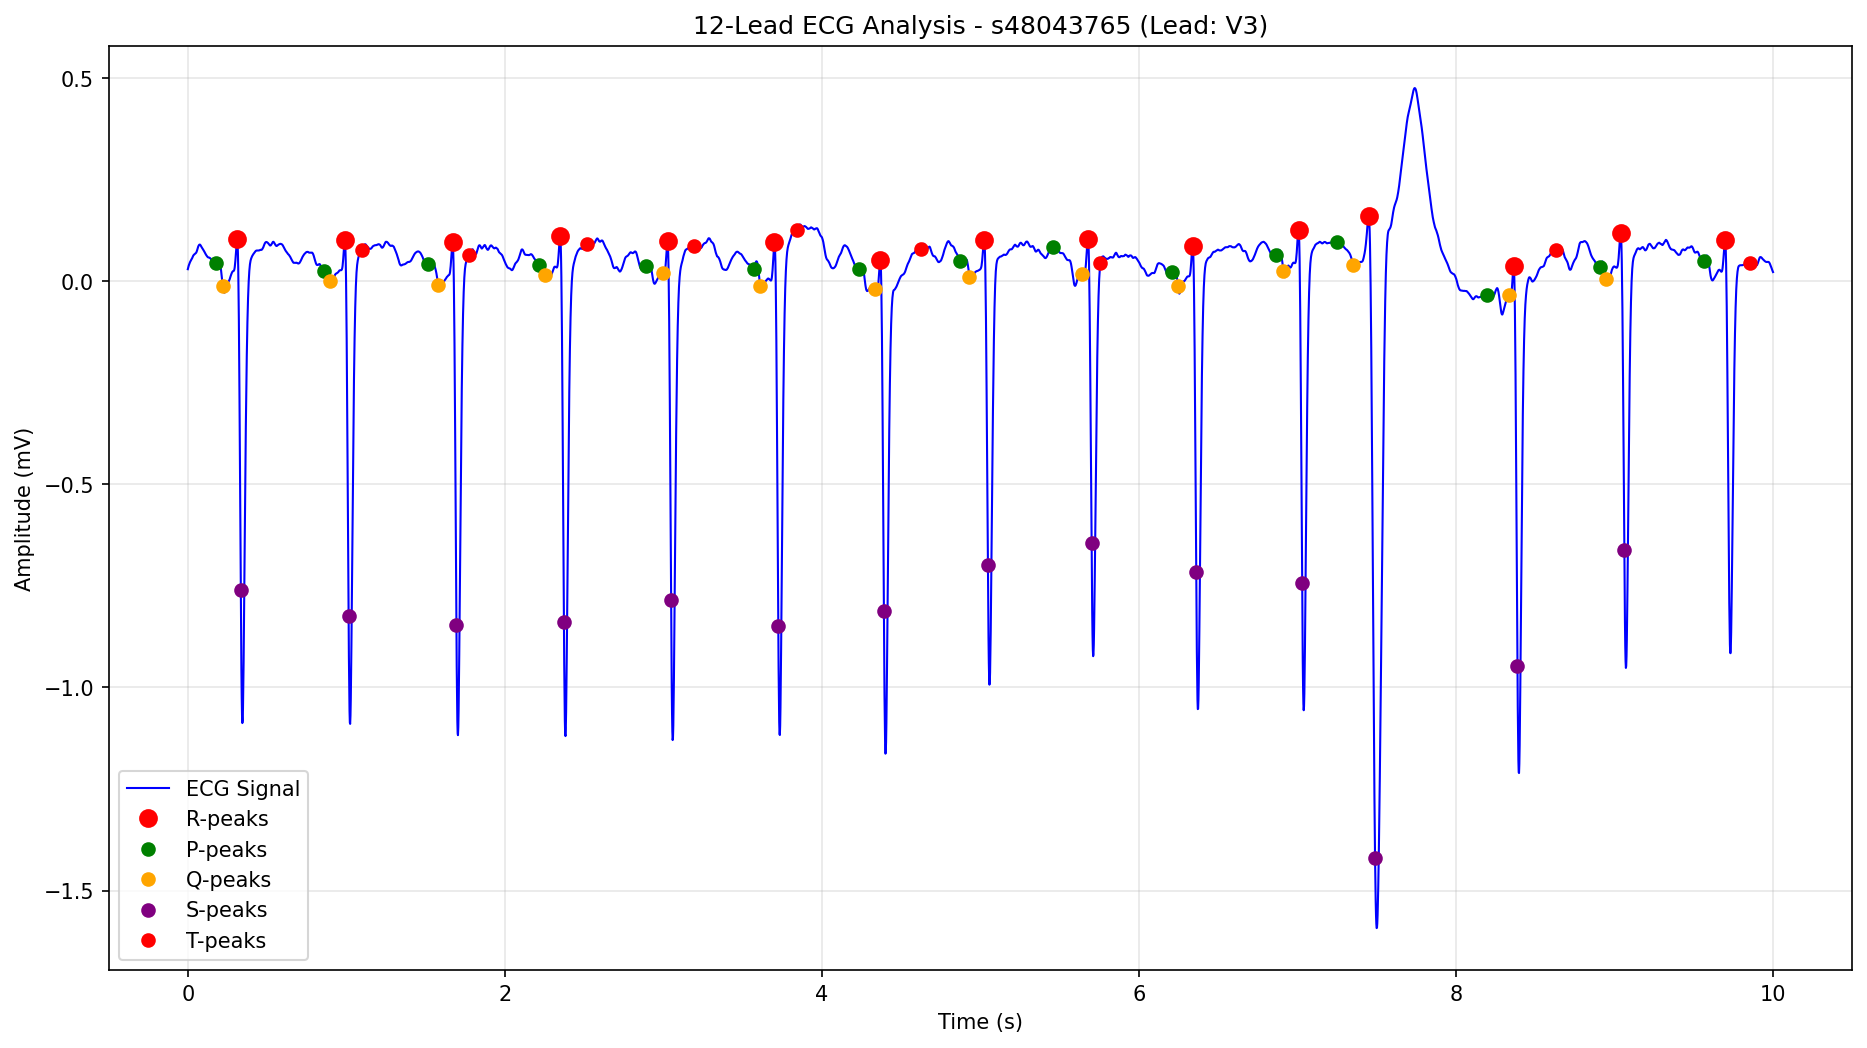 12-Lead ECG Analysis - s48043765 (Lead: V3)
0.5
0.0
−0.5
−1.0
−1.5
Amplitude (mV)
ECG Signal
R-peaks
P-peaks
Q-peaks
S-peaks
T-peaks
0 2 4 6 8 10
Time (s)